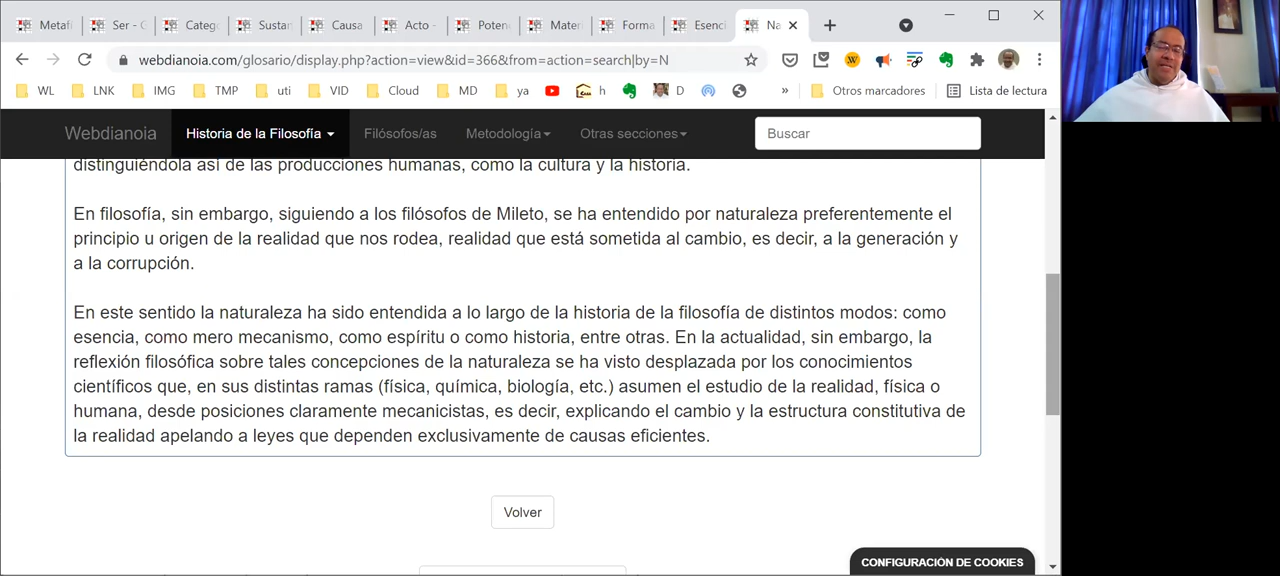 Metafí
Ser - G
Catego
Sustan
Causa
Acto -
Poten
Materi
Forma
Esenci
Na
webdianoia.com/glosario/display.php?action=view&id=366&from=action=search|by=N
WL
LNK
IMG
TMP
uti
VID
Cloud
MD
ya
h
D
»
Otros marcadores
Lista de lectura
Webdianoia
Historia de la Filosofía
Filósofos/as
Metodología
Otras secciones
Buscar
distinguiéndola así de las producciones humanas, como la cultura y la historia.
En filosofía, sin embargo, siguiendo a los filósofos de Mileto, se ha entendido por naturaleza preferentemente el
principio u origen de la realidad que nos rodea, realidad que está sometida al cambio, es decir, a la generación y
a la corrupción.
En este sentido la naturaleza ha sido entendida a lo largo de la historia de la filosofía de distintos modos: como
esencia, como mero mecanismo, como espíritu o como historia, entre otras. En la actualidad, sin embargo, la
reflexión filosófica sobre tales concepciones de la naturaleza se ha visto desplazada por los conocimientos
científicos que, en sus distintas ramas (física, química, biología, etc.) asumen el estudio de la realidad, física o
humana, desde posiciones claramente mecanicistas, es decir, explicando el cambio y la estructura constitutiva de
la realidad apelando a leyes que dependen exclusivamente de causas eficientes.
Volver
CONFIGURACIÓN DE COOKIES